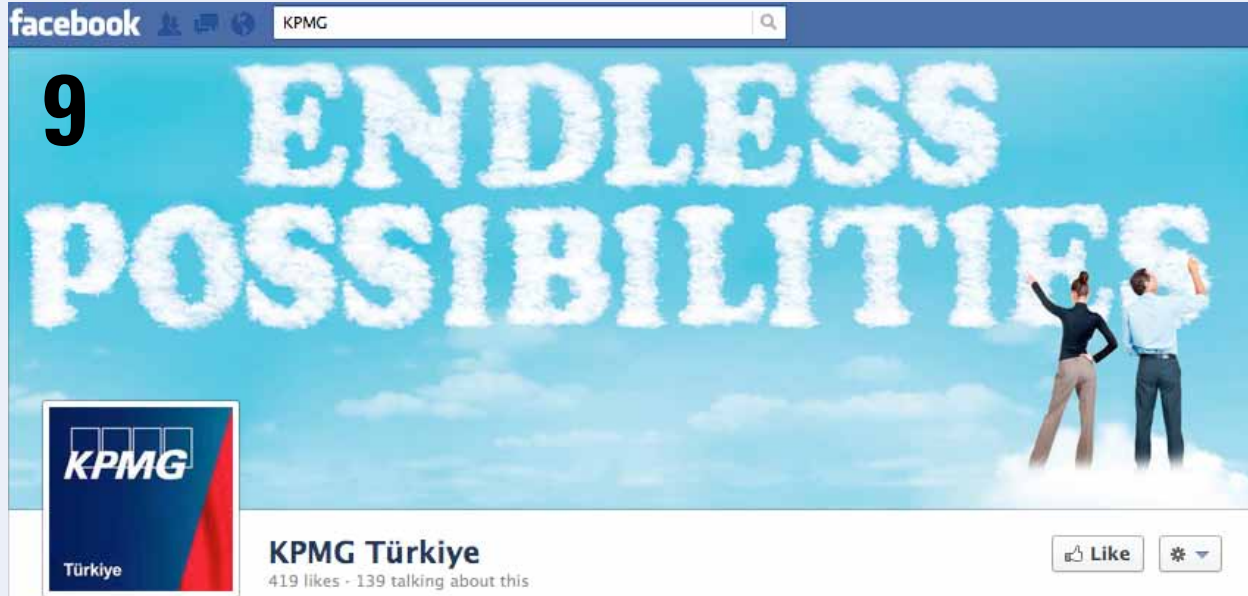 facebook KPMG
9
ENDLESS
POSSIBILITIES
KPMG
Türkiye
KPMG Türkiye
419 likes · 139 talking about this
Like